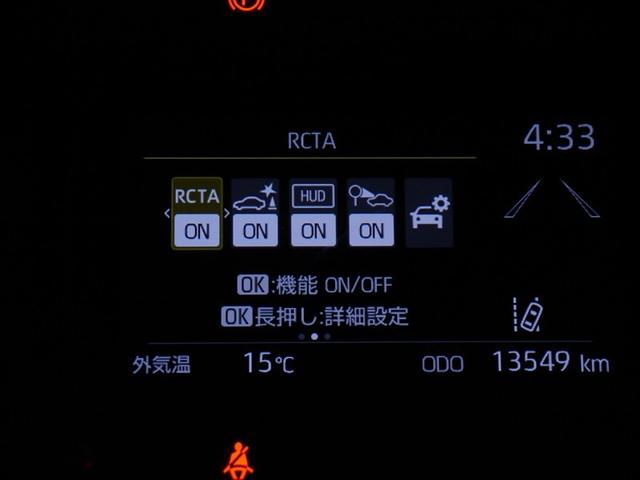 RCTA
4:33
RCTA HUD
ON ON ON ON
OK:機能 ON/OFF
OK長押し:詳細設定
外気温 15℃ ODO 13549 km